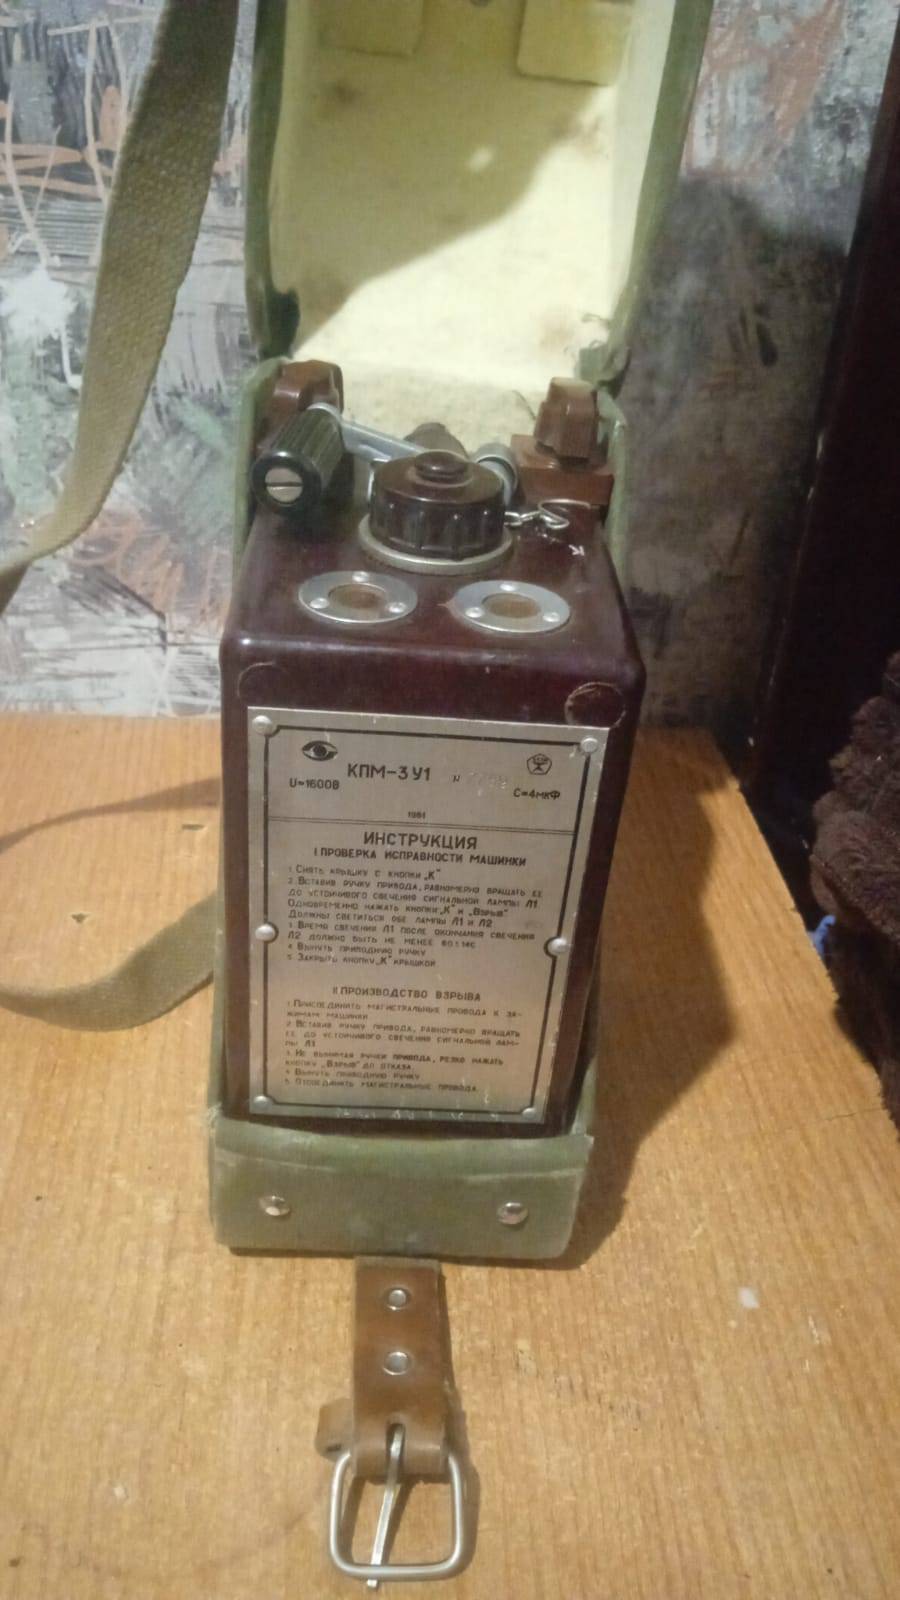 КПМ-3У1 N
U=1600В С=4мкФ
1981
ИНСТРУКЦИЯ
I ПРОВЕРКА ИСПРАВНОСТИ МАШИНКИ
1. Снять крышку с кнопки „К"
2. Вставив ручку привода, равномерно вращать ее
до устойчивого свечения сигнальной лампы Л1
Одновременно нажать кнопки „К" и „Взрыв"
Должны светиться обе лампы Л1 и Л2
3. Время свечения Л1 после окончания свечения
Л2 должно быть не менее
4. Вынуть приводную ручку
5. Закрыть кнопку „К" крышкой
II ПРОИЗВОДСТВО ВЗРЫВА
1. Присоединить магистральные провода к за-
жимам машинки
2. Вставив ручку привода, равномерно вращать
ее до устойчивого свечения сигнальной лам-
пы Л1
3. Не вынимая ручки привода, резко нажать
кнопку „Взрыв" до отказа
4. Вынуть приводную ручку
5. Отсоединить магистральные провода